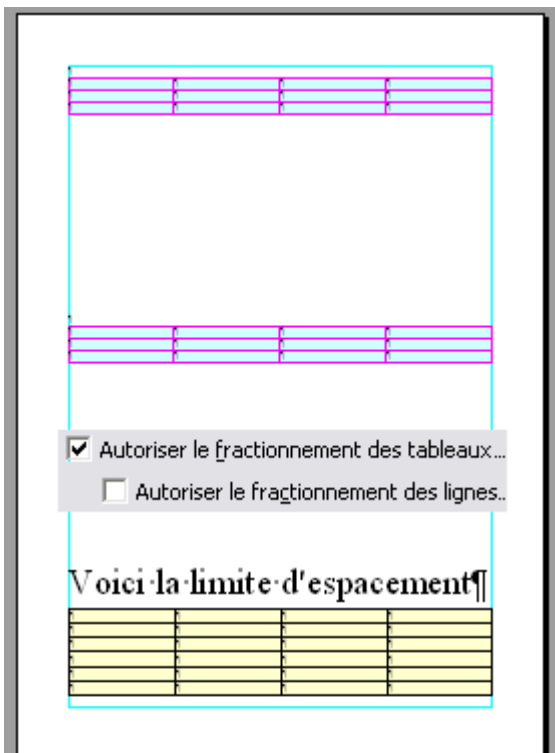 Autoriser le fractionnement des tableaux...
Autoriser le fractionnement des lignes..
Voici·la·limite·d'espacement¶